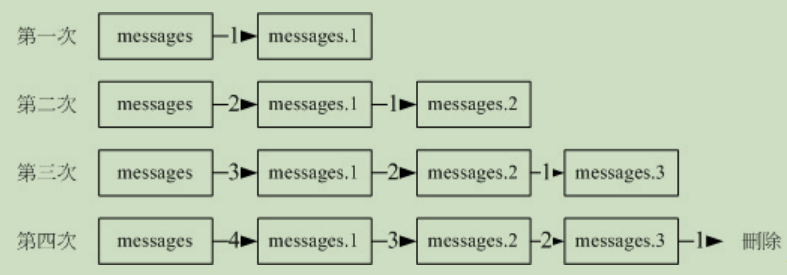 第一次 messages 1 messages.1
第二次 messages 2 messages.1 1 messages.2
第三次 messages 3 messages.1 2 messages.2 1 messages.3
第四次 messages 4 messages.1 3 messages.2 2 messages.3 1 刪除